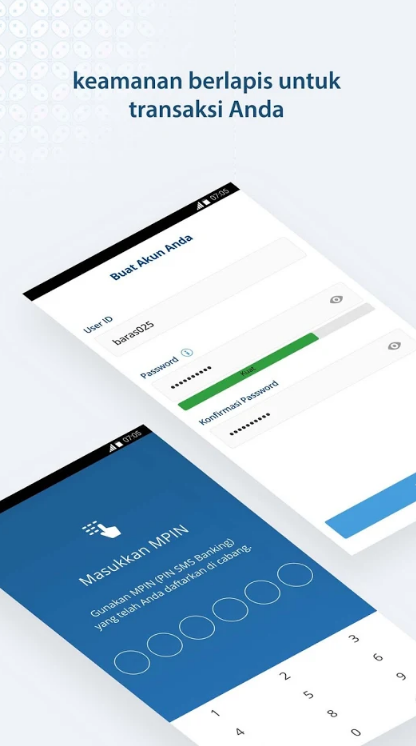 keamanan berlapis untuk
transaksi Anda
07:05
Buat Akun Anda
User ID
baras025
Password
••••••••••
Kuat
Konfirmasi Password
••••••••••
07:05
Masukkan MPIN
Gunakan MPIN (PIN SMS Banking)
yang telah Anda daftarkan di cabang.
1 2 3
4 5 6
8 9
0